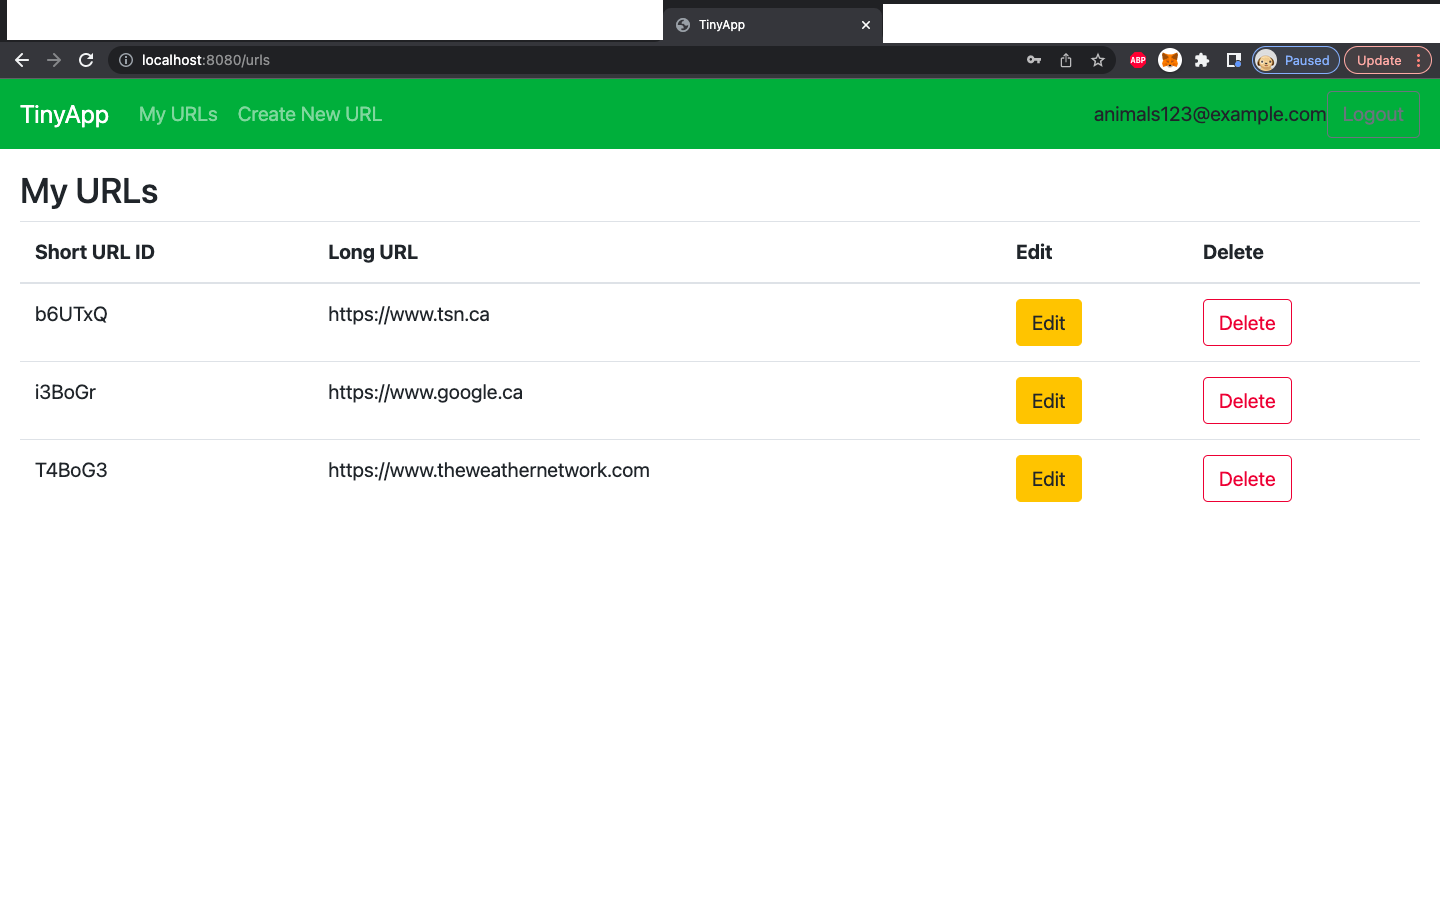 TinyApp
localhost:8080/urls
ABP
Paused
Update
TinyApp My URLs Create New URL animals123@example.com Logout
My URLs
Short URL ID Long URL Edit Delete
b6UTxQ https://www.tsn.ca Edit Delete
i3BoGr https://www.google.ca Edit Delete
T4BoG3 https://www.theweathernetwork.com Edit Delete